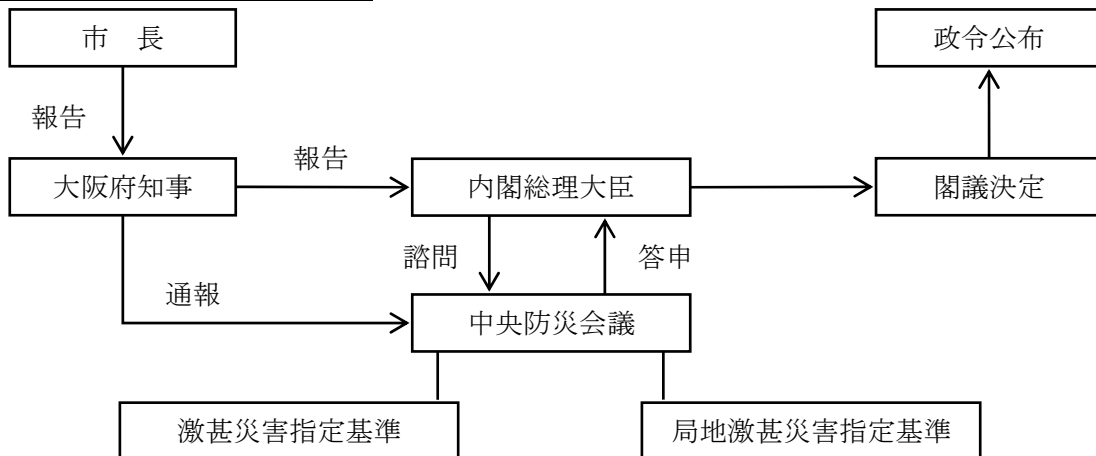 市　長
政令公布
報告
報告
大阪府知事
内閣総理大臣
閣議決定
諮問
答申
通報
中央防災会議
激甚災害指定基準
局地激甚災害指定基準